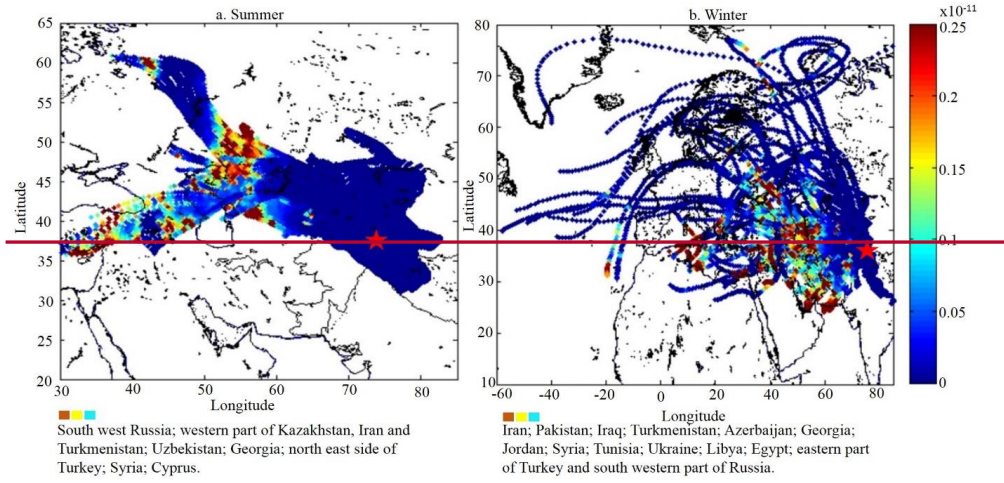 a. Summer
65
60
55
50
45
40
35
30
25
20
Latitude
30 40 50 60 70 80
Longitude
South west Russia; western part of Kazakhstan, Iran and
Turkmenistan; Uzbekistan; Georgia; north east side of
Turkey; Syria; Cyprus.
b. Winter
80
70
60
50
40
30
20
10
Latitude
-60 -40 -20 0 20 40 60 80
Longitude
Iran; Pakistan; Iraq; Turkmenistan; Azerbaijan; Georgia;
Jordan; Syria; Tunisia; Ukraine; Libya; Egypt; eastern part
of Turkey and south western part of Russia.
x10-11
0.25
0.2
0.15
0.1
0.05
0